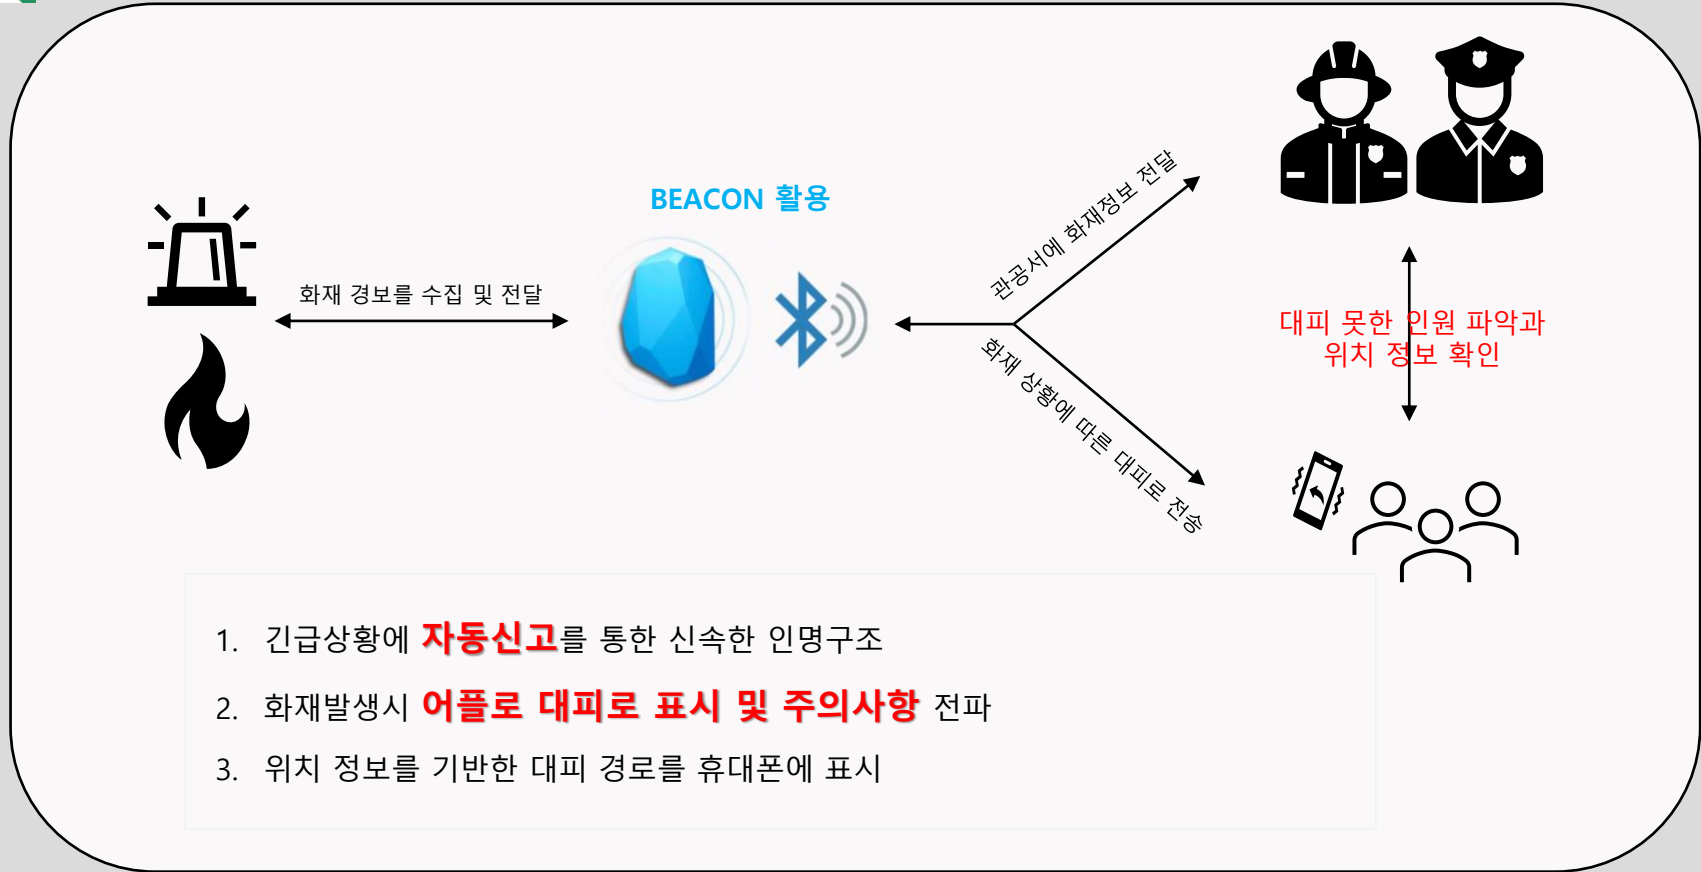 BEACON 활용
화재 경보를 수집 및 전달
관공서에 화재정보 전달
화재 상황에 따른 대피로 전송
대피 못한 인원 파악과
위치 정보 확인
1. 긴급상황에 자동신고를 통한 신속한 인명구조
2. 화재발생시 어플로 대피로 표시 및 주의사항 전파
3. 위치 정보를 기반한 대피 경로를 휴대폰에 표시